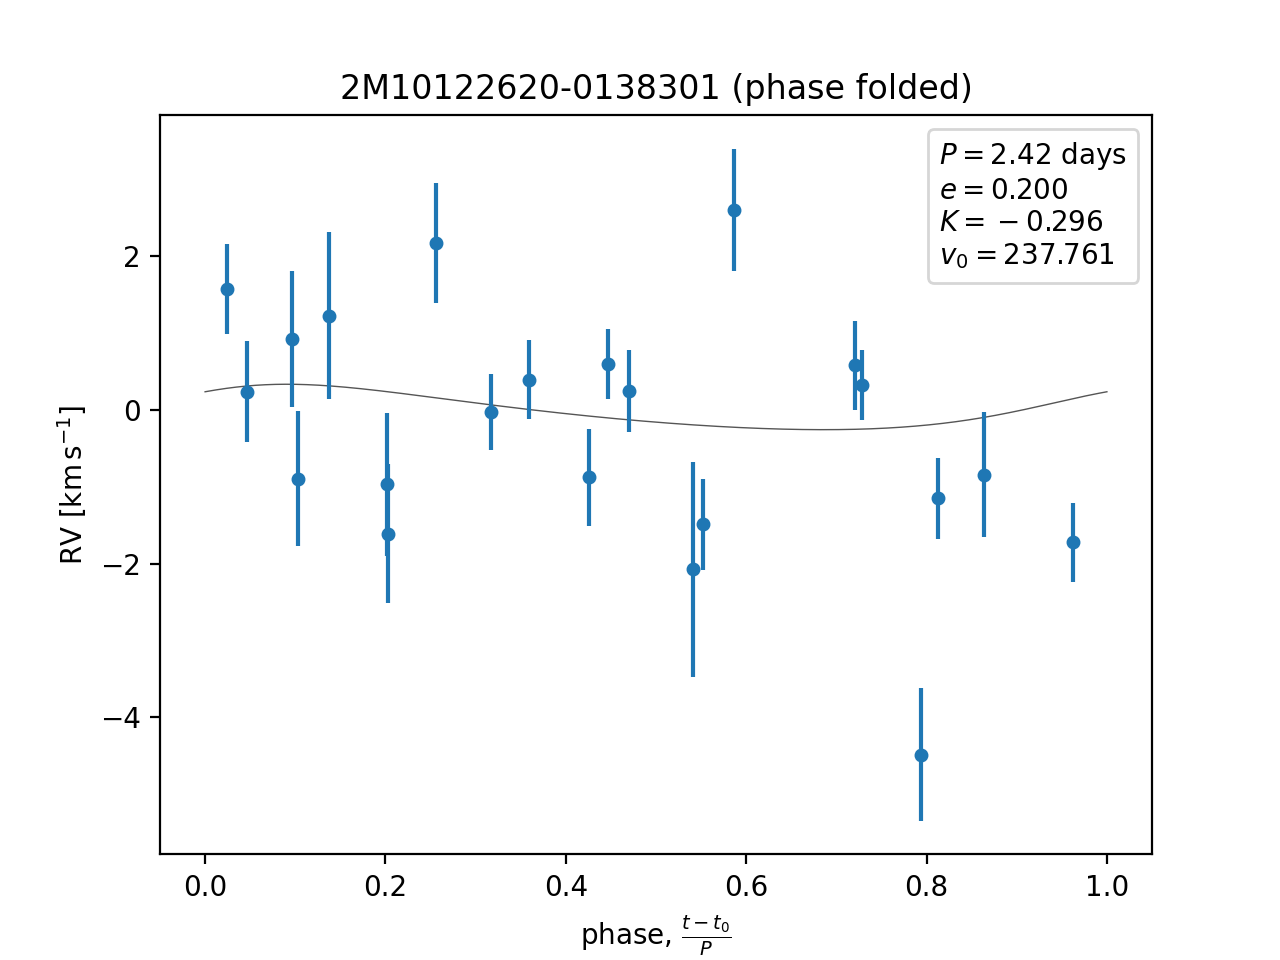 2M10122620-0138301 (phase folded)
P = 2.42 days
e = 0.200
K = −0.296
v₀ = 237.761
2
0
−2
−4
RV [km s⁻¹]
0.0 0.2 0.4 0.6 0.8 1.0
phase, (t − t₀)/P